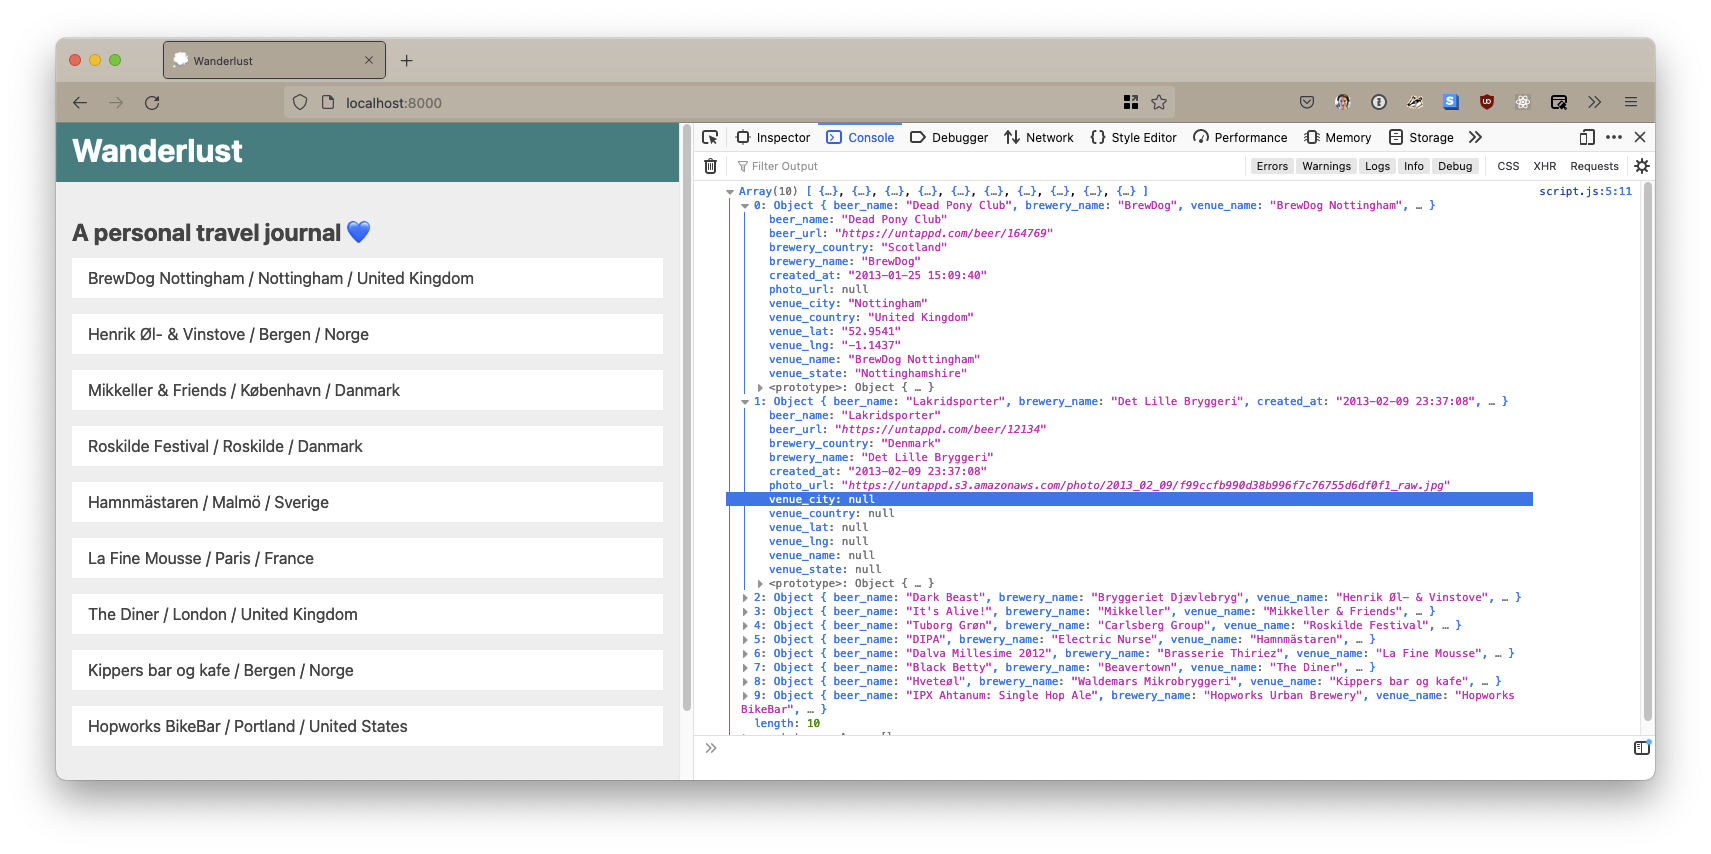 Wanderlust
localhost:8000
Wanderlust
A personal travel journal 💙
BrewDog Nottingham / Nottingham / United Kingdom
Henrik Øl- & Vinstove / Bergen / Norge
Mikkeller & Friends / København / Danmark
Roskilde Festival / Roskilde / Danmark
Hamnmästaren / Malmö / Sverige
La Fine Mousse / Paris / France
The Diner / London / United Kingdom
Kippers bar og kafe / Bergen / Norge
Hopworks BikeBar / Portland / United States
Inspector Console Debugger Network Style Editor Performance Memory Storage
Filter Output Errors Warnings Logs Info Debug CSS XHR Requests
Array(10) [ {…}, {…}, {…}, {…}, {…}, {…}, {…}, {…}, {…}, {…} ] script.js:5:11
0: Object { beer_name: "Dead Pony Club", brewery_name: "BrewDog", venue_name: "BrewDog Nottingham", … }
beer_name: "Dead Pony Club"
beer_url: "https://untappd.com/beer/164769"
brewery_country: "Scotland"
brewery_name: "BrewDog"
created_at: "2013-01-25 15:09:40"
photo_url: null
venue_city: "Nottingham"
venue_country: "United Kingdom"
venue_lat: "52.9541"
venue_lng: "-1.1437"
venue_name: "BrewDog Nottingham"
venue_state: "Nottinghamshire"
<prototype>: Object { … }
1: Object { beer_name: "Lakridsporter", brewery_name: "Det Lille Bryggeri", created_at: "2013-02-09 23:37:08", … }
beer_name: "Lakridsporter"
beer_url: "https://untappd.com/beer/12134"
brewery_country: "Denmark"
brewery_name: "Det Lille Bryggeri"
created_at: "2013-02-09 23:37:08"
photo_url: "https://untappd.s3.amazonaws.com/photo/2013_02_09/f99ccfb990d38b996f7c76755d6df0f1_raw.jpg"
venue_city: null
venue_country: null
venue_lat: null
venue_lng: null
venue_name: null
venue_state: null
<prototype>: Object { … }
2: Object { beer_name: "Dark Beast", brewery_name: "Bryggeriet Djævlebryg", venue_name: "Henrik Øl- & Vinstove", … }
3: Object { beer_name: "It's Alive!", brewery_name: "Mikkeller", venue_name: "Mikkeller & Friends", … }
4: Object { beer_name: "Tuborg Grøn", brewery_name: "Carlsberg Group", venue_name: "Roskilde Festival", … }
5: Object { beer_name: "DIPA", brewery_name: "Electric Nurse", venue_name: "Hamnmästaren", … }
6: Object { beer_name: "Dalva Millesime 2012", brewery_name: "Brasserie Thiriez", venue_name: "La Fine Mousse", … }
7: Object { beer_name: "Black Betty", brewery_name: "Beavertown", venue_name: "The Diner", … }
8: Object { beer_name: "Hveteøl", brewery_name: "Waldemars Mikrobryggeri", venue_name: "Kippers bar og kafe", … }
9: Object { beer_name: "IPX Ahtanum: Single Hop Ale", brewery_name: "Hopworks Urban Brewery", venue_name: "Hopworks
BikeBar", … }
length: 10